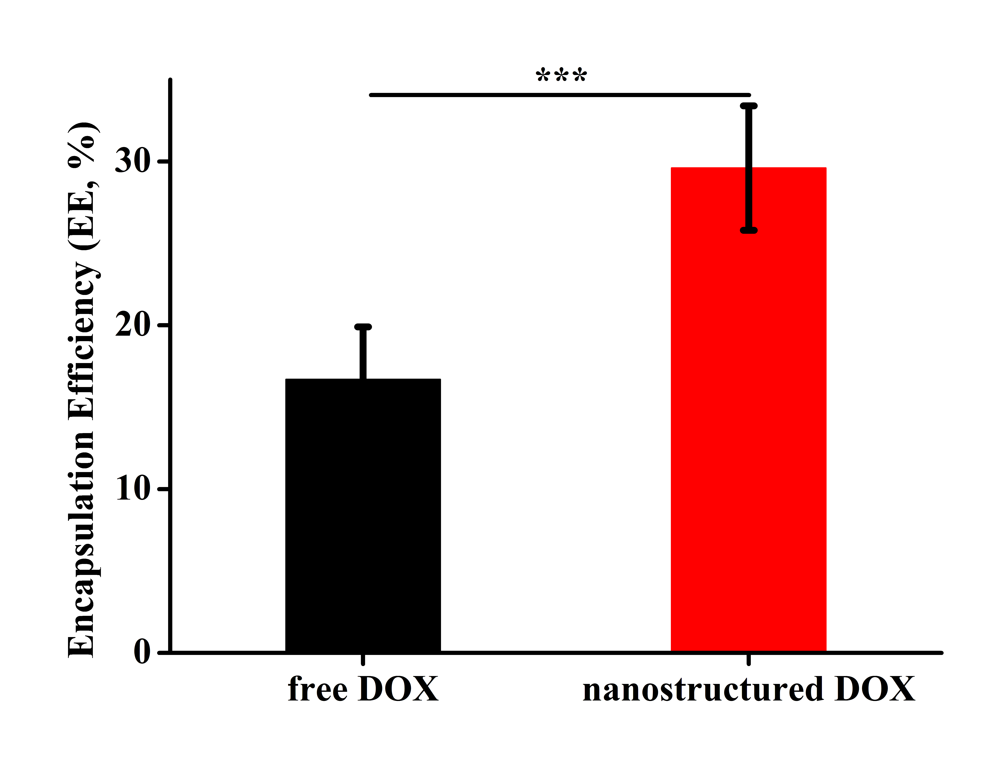 ***
Encapsulation Efficiency (EE, %)
30
20
10
0
free DOX
nanostructured DOX